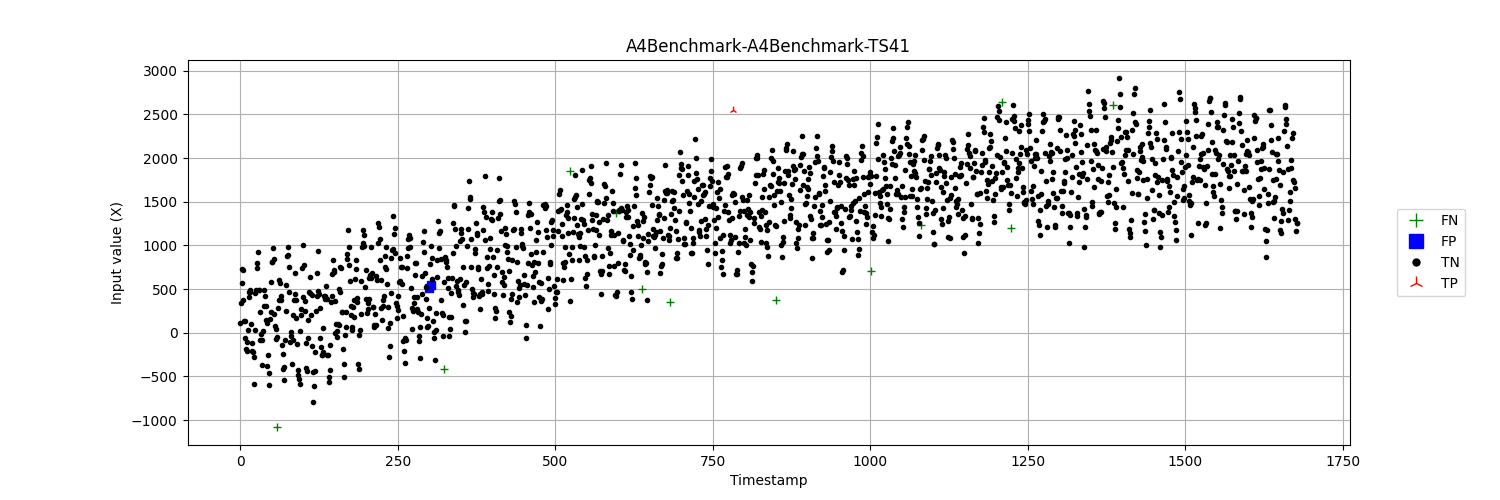 A4Benchmark-A4Benchmark-TS41
3000
2500
2000
1500
1000
500
0
−500
−1000
Input value (X)
0 250 500 750 1000 1250 1500 1750
Timestamp
FN
FP
TN
TP